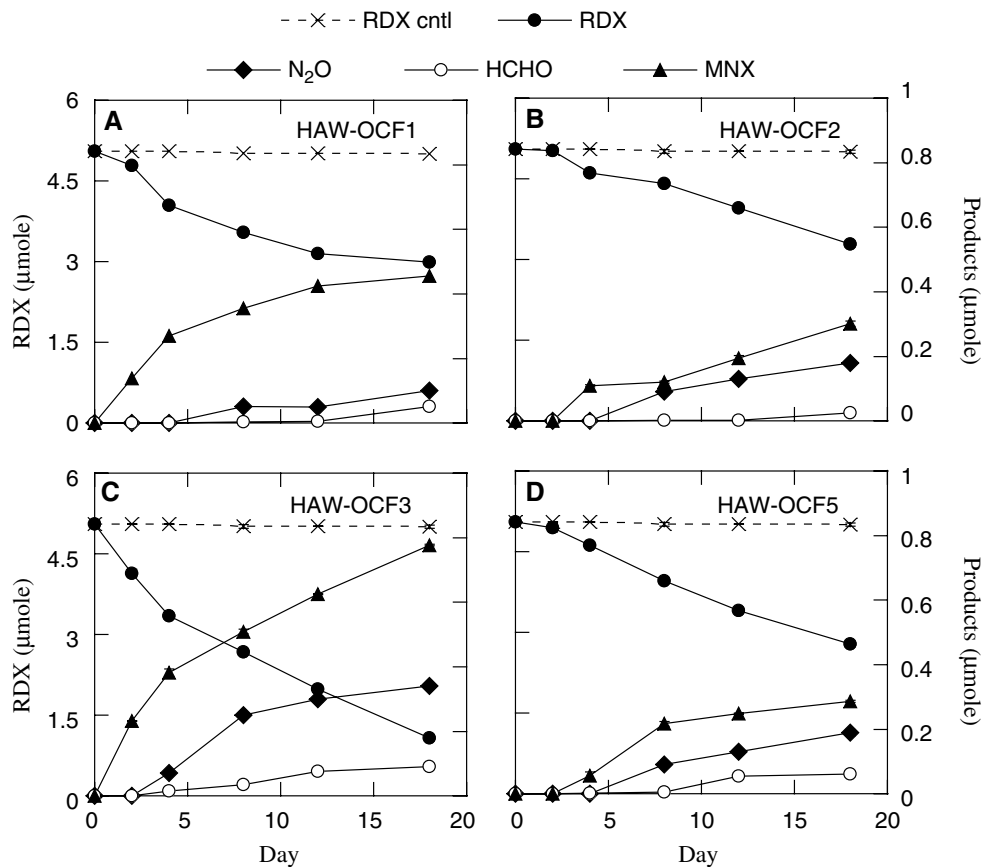 RDX cntl RDX
N₂O HCHO MNX
A HAW-OCF1
B HAW-OCF2
6
4.5
3
1.5
0
RDX (μmole)
1
0.8
0.6
0.4
0.2
0
Products (μmole)
C HAW-OCF3
D HAW-OCF5
6
4.5
3
1.5
0
RDX (μmole)
1
0.8
0.6
0.4
0.2
0
Products (μmole)
0 5 10 15 20
0 5 10 15 20
Day
Day